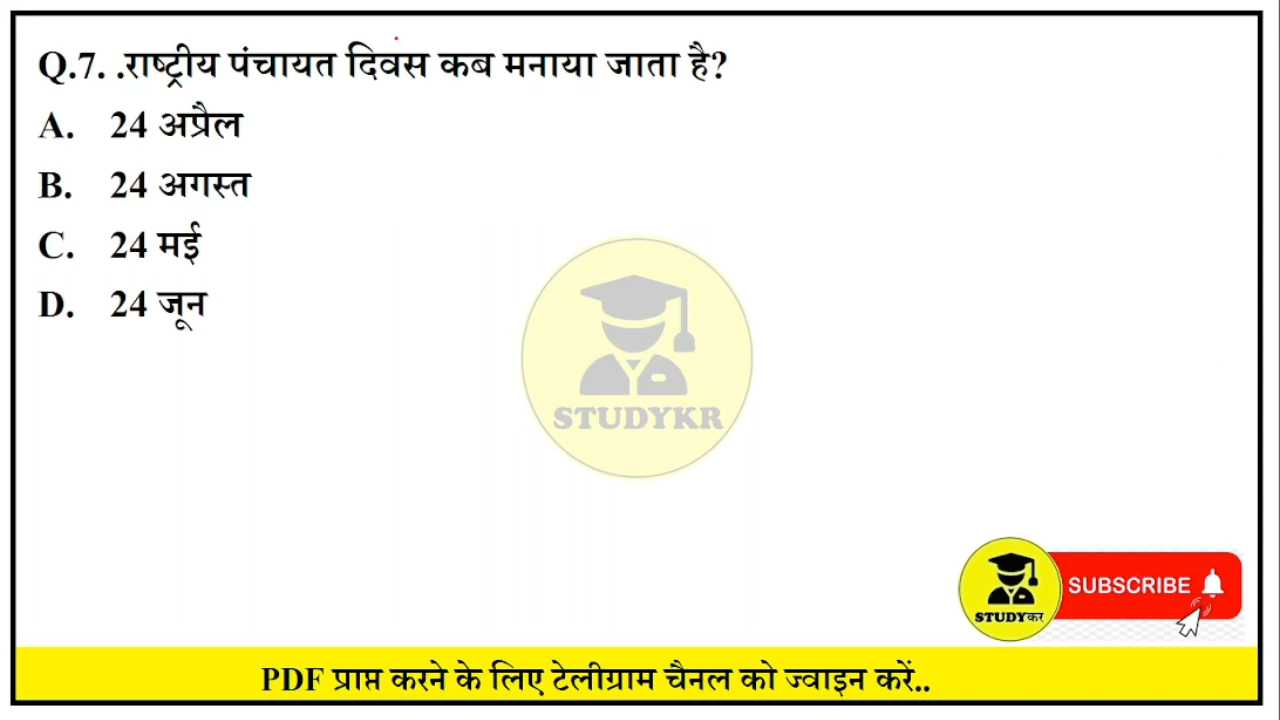 Q.7. .राष्ट्रीय पंचायत दिवस कब मनाया जाता है?
A. 24 अप्रैल
B. 24 अगस्त
C. 24 मई
D. 24 जून
STUDYKR
SUBSCRIBE
STUDYकर
PDF प्राप्त करने के लिए टेलीग्राम चैनल को ज्वाइन करें..